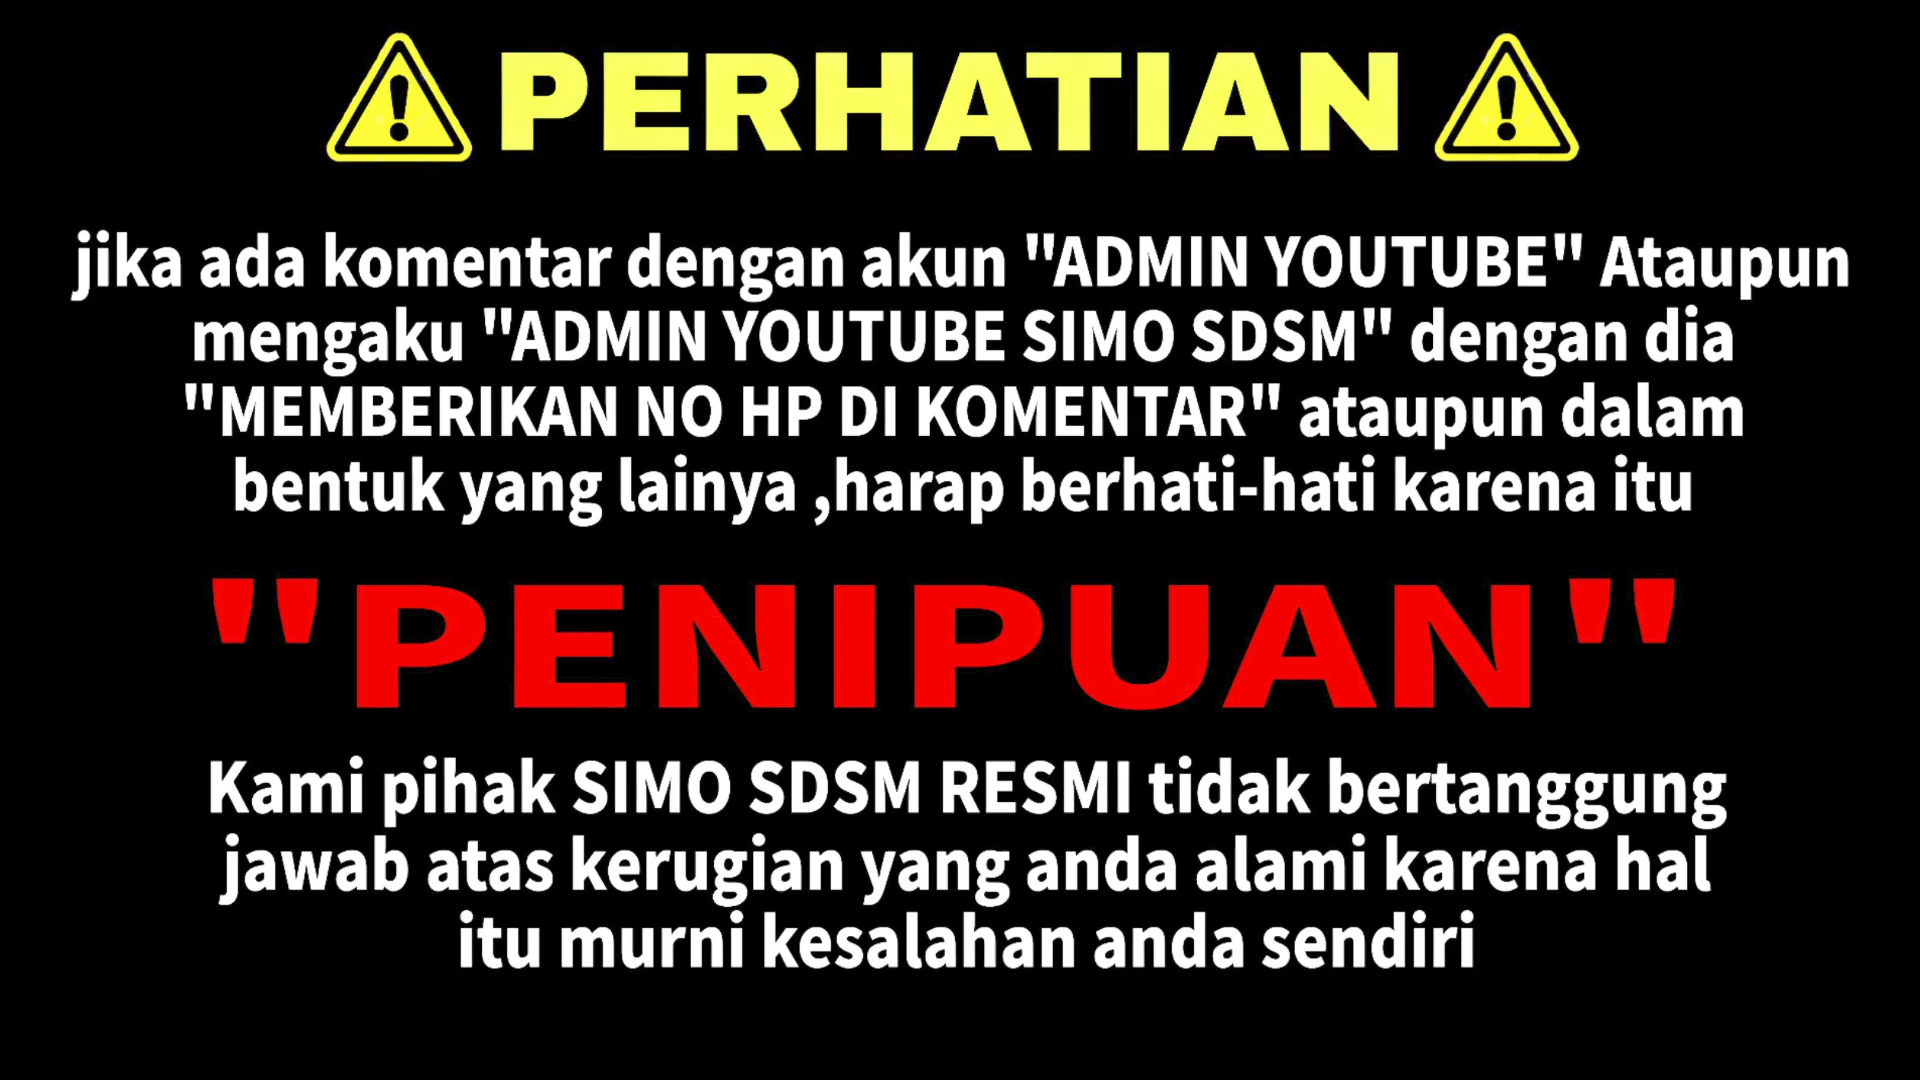 PERHATIAN
jika ada komentar dengan akun "ADMIN YOUTUBE" Ataupun
mengaku "ADMIN YOUTUBE SIMO SDSM" dengan dia
"MEMBERIKAN NO HP DI KOMENTAR" ataupun dalam
bentuk yang lainya ,harap berhati-hati karena itu
"PENIPUAN"
Kami pihak SIMO SDSM RESMI tidak bertanggung
jawab atas kerugian yang anda alami karena hal
itu murni kesalahan anda sendiri